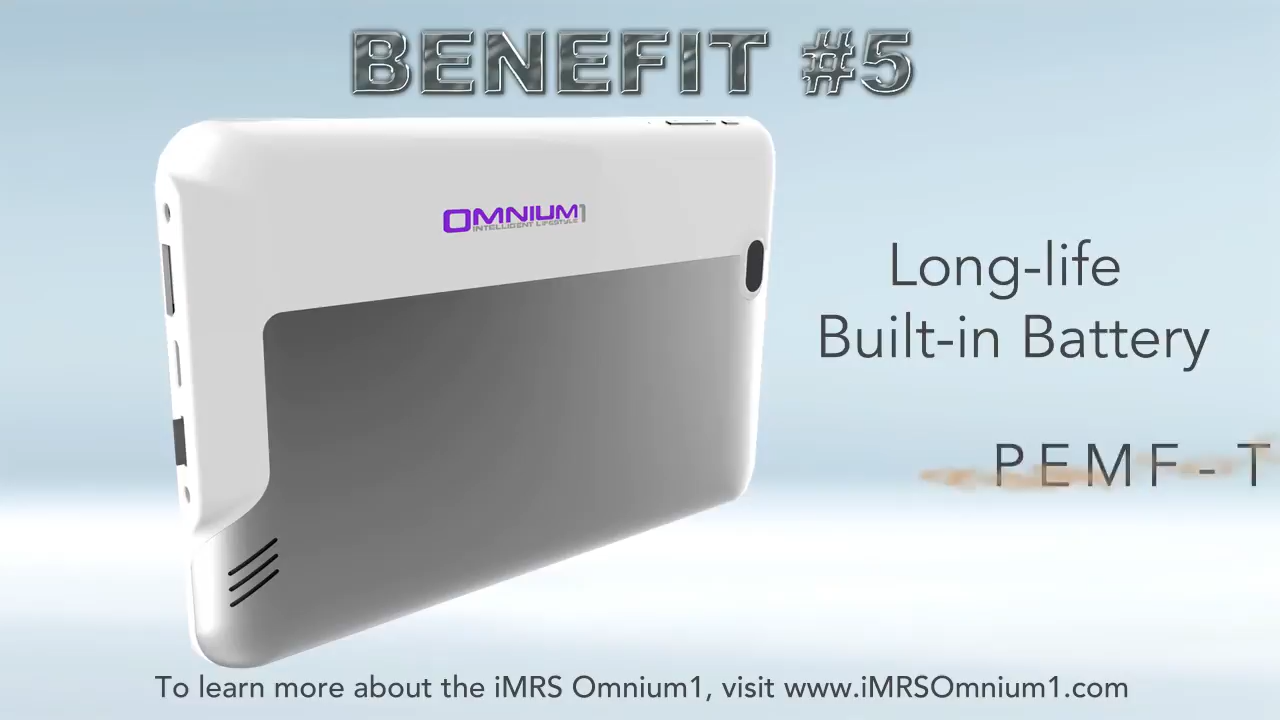 BENEFIT #5
OMNIUM1
INTELLIGENT LIFESTYLE
Long-life
Built-in Battery
PEMF-T
To learn more about the iMRS Omnium1, visit www.iMRSOmnium1.com